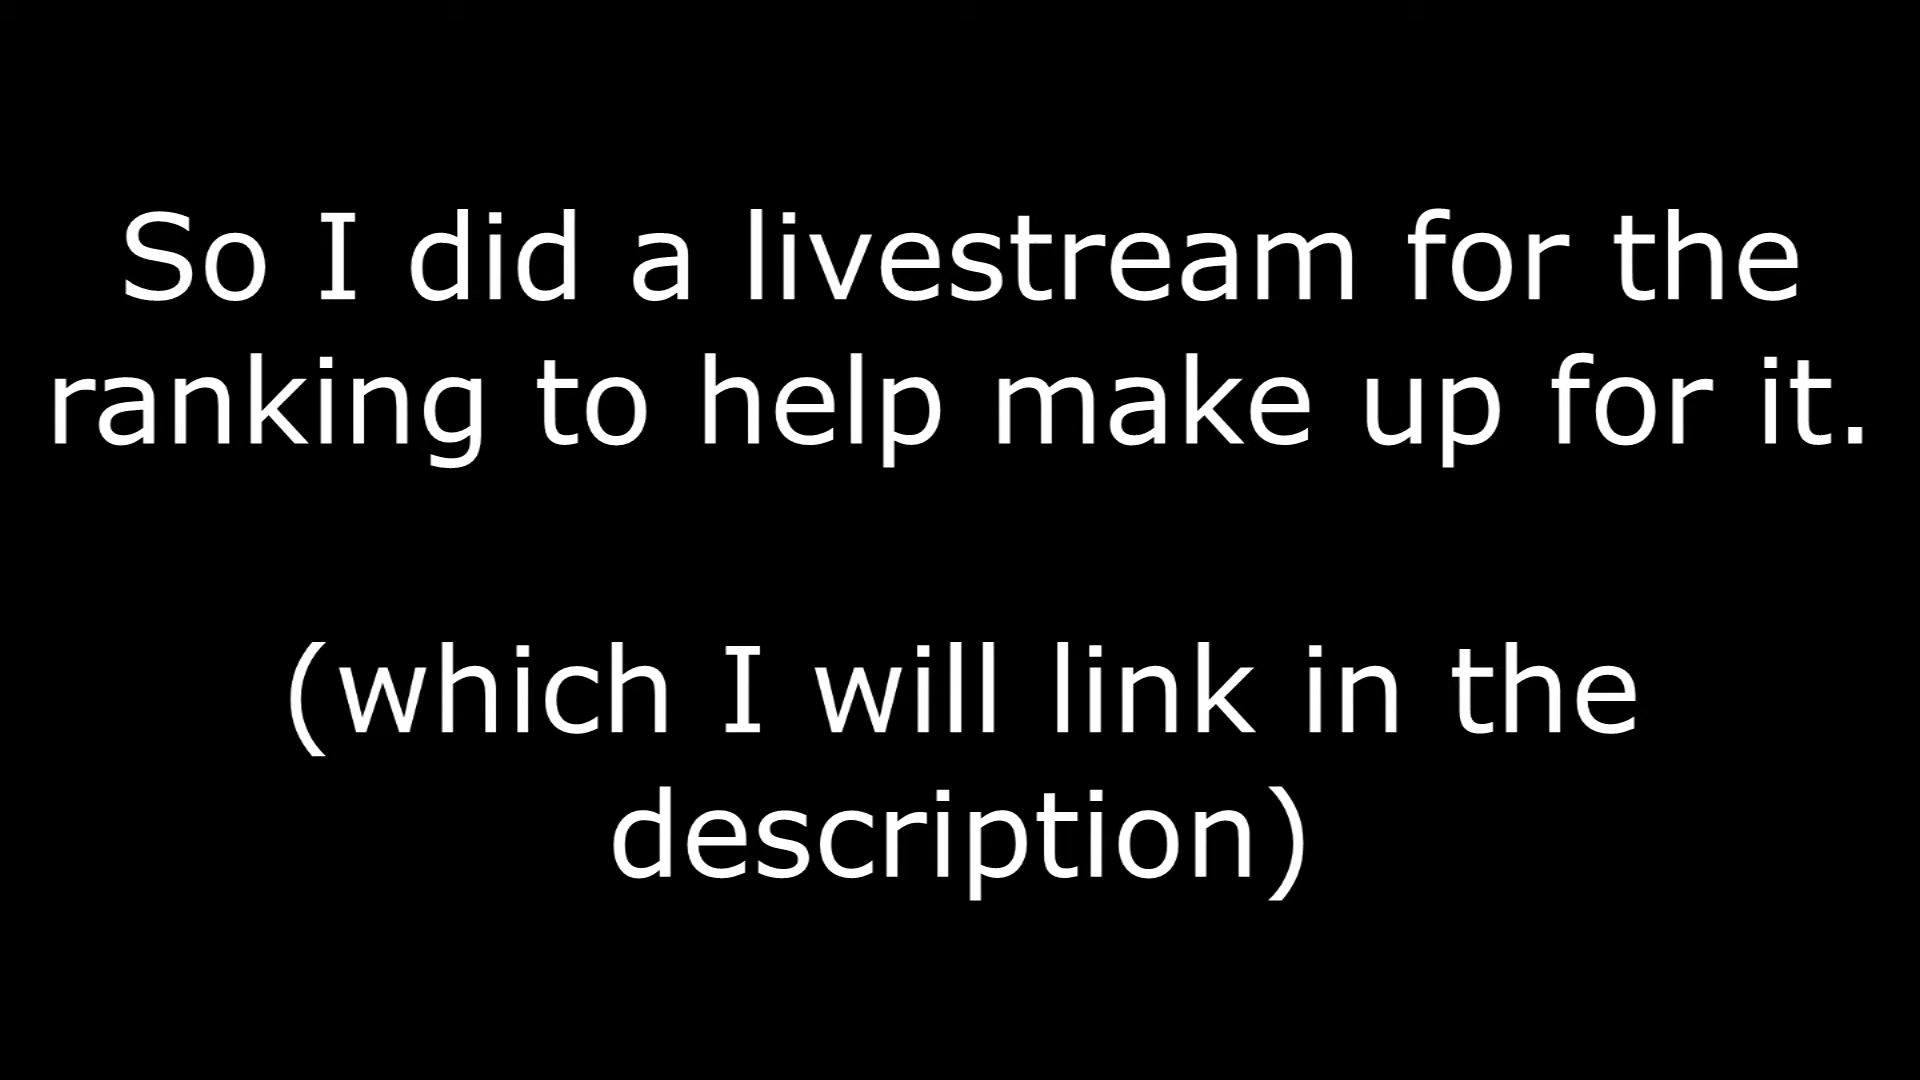 So I did a livestream for the
ranking to help make up for it.
(which I will link in the
description)